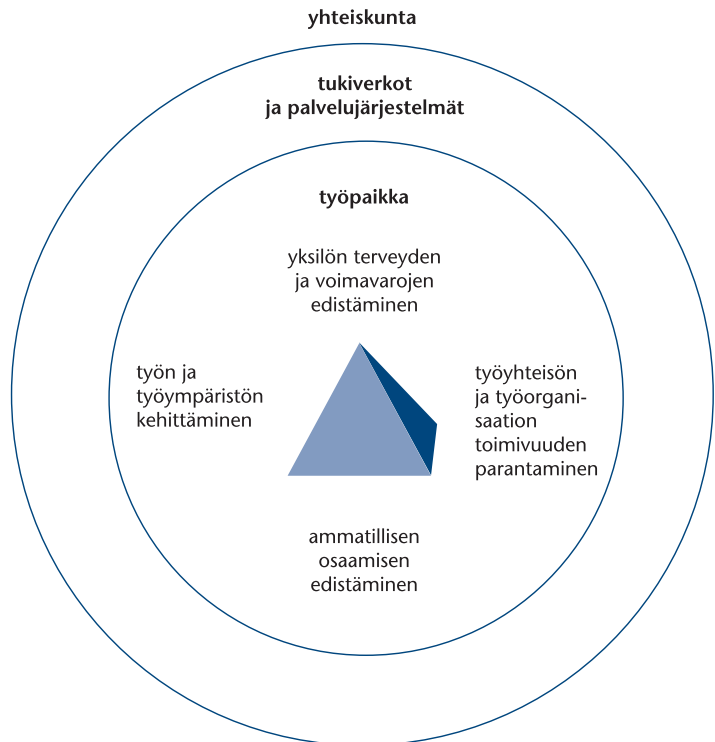 yhteiskunta
tukiverkot
ja palvelujärjestelmät
työpaikka
yksilön terveyden
ja voimavarojen
edistäminen
työn ja
työympäristön
kehittäminen
työyhteisön
ja työorgani-
saation
toimivuuden
parantaminen
ammatillisen
osaamisen
edistäminen